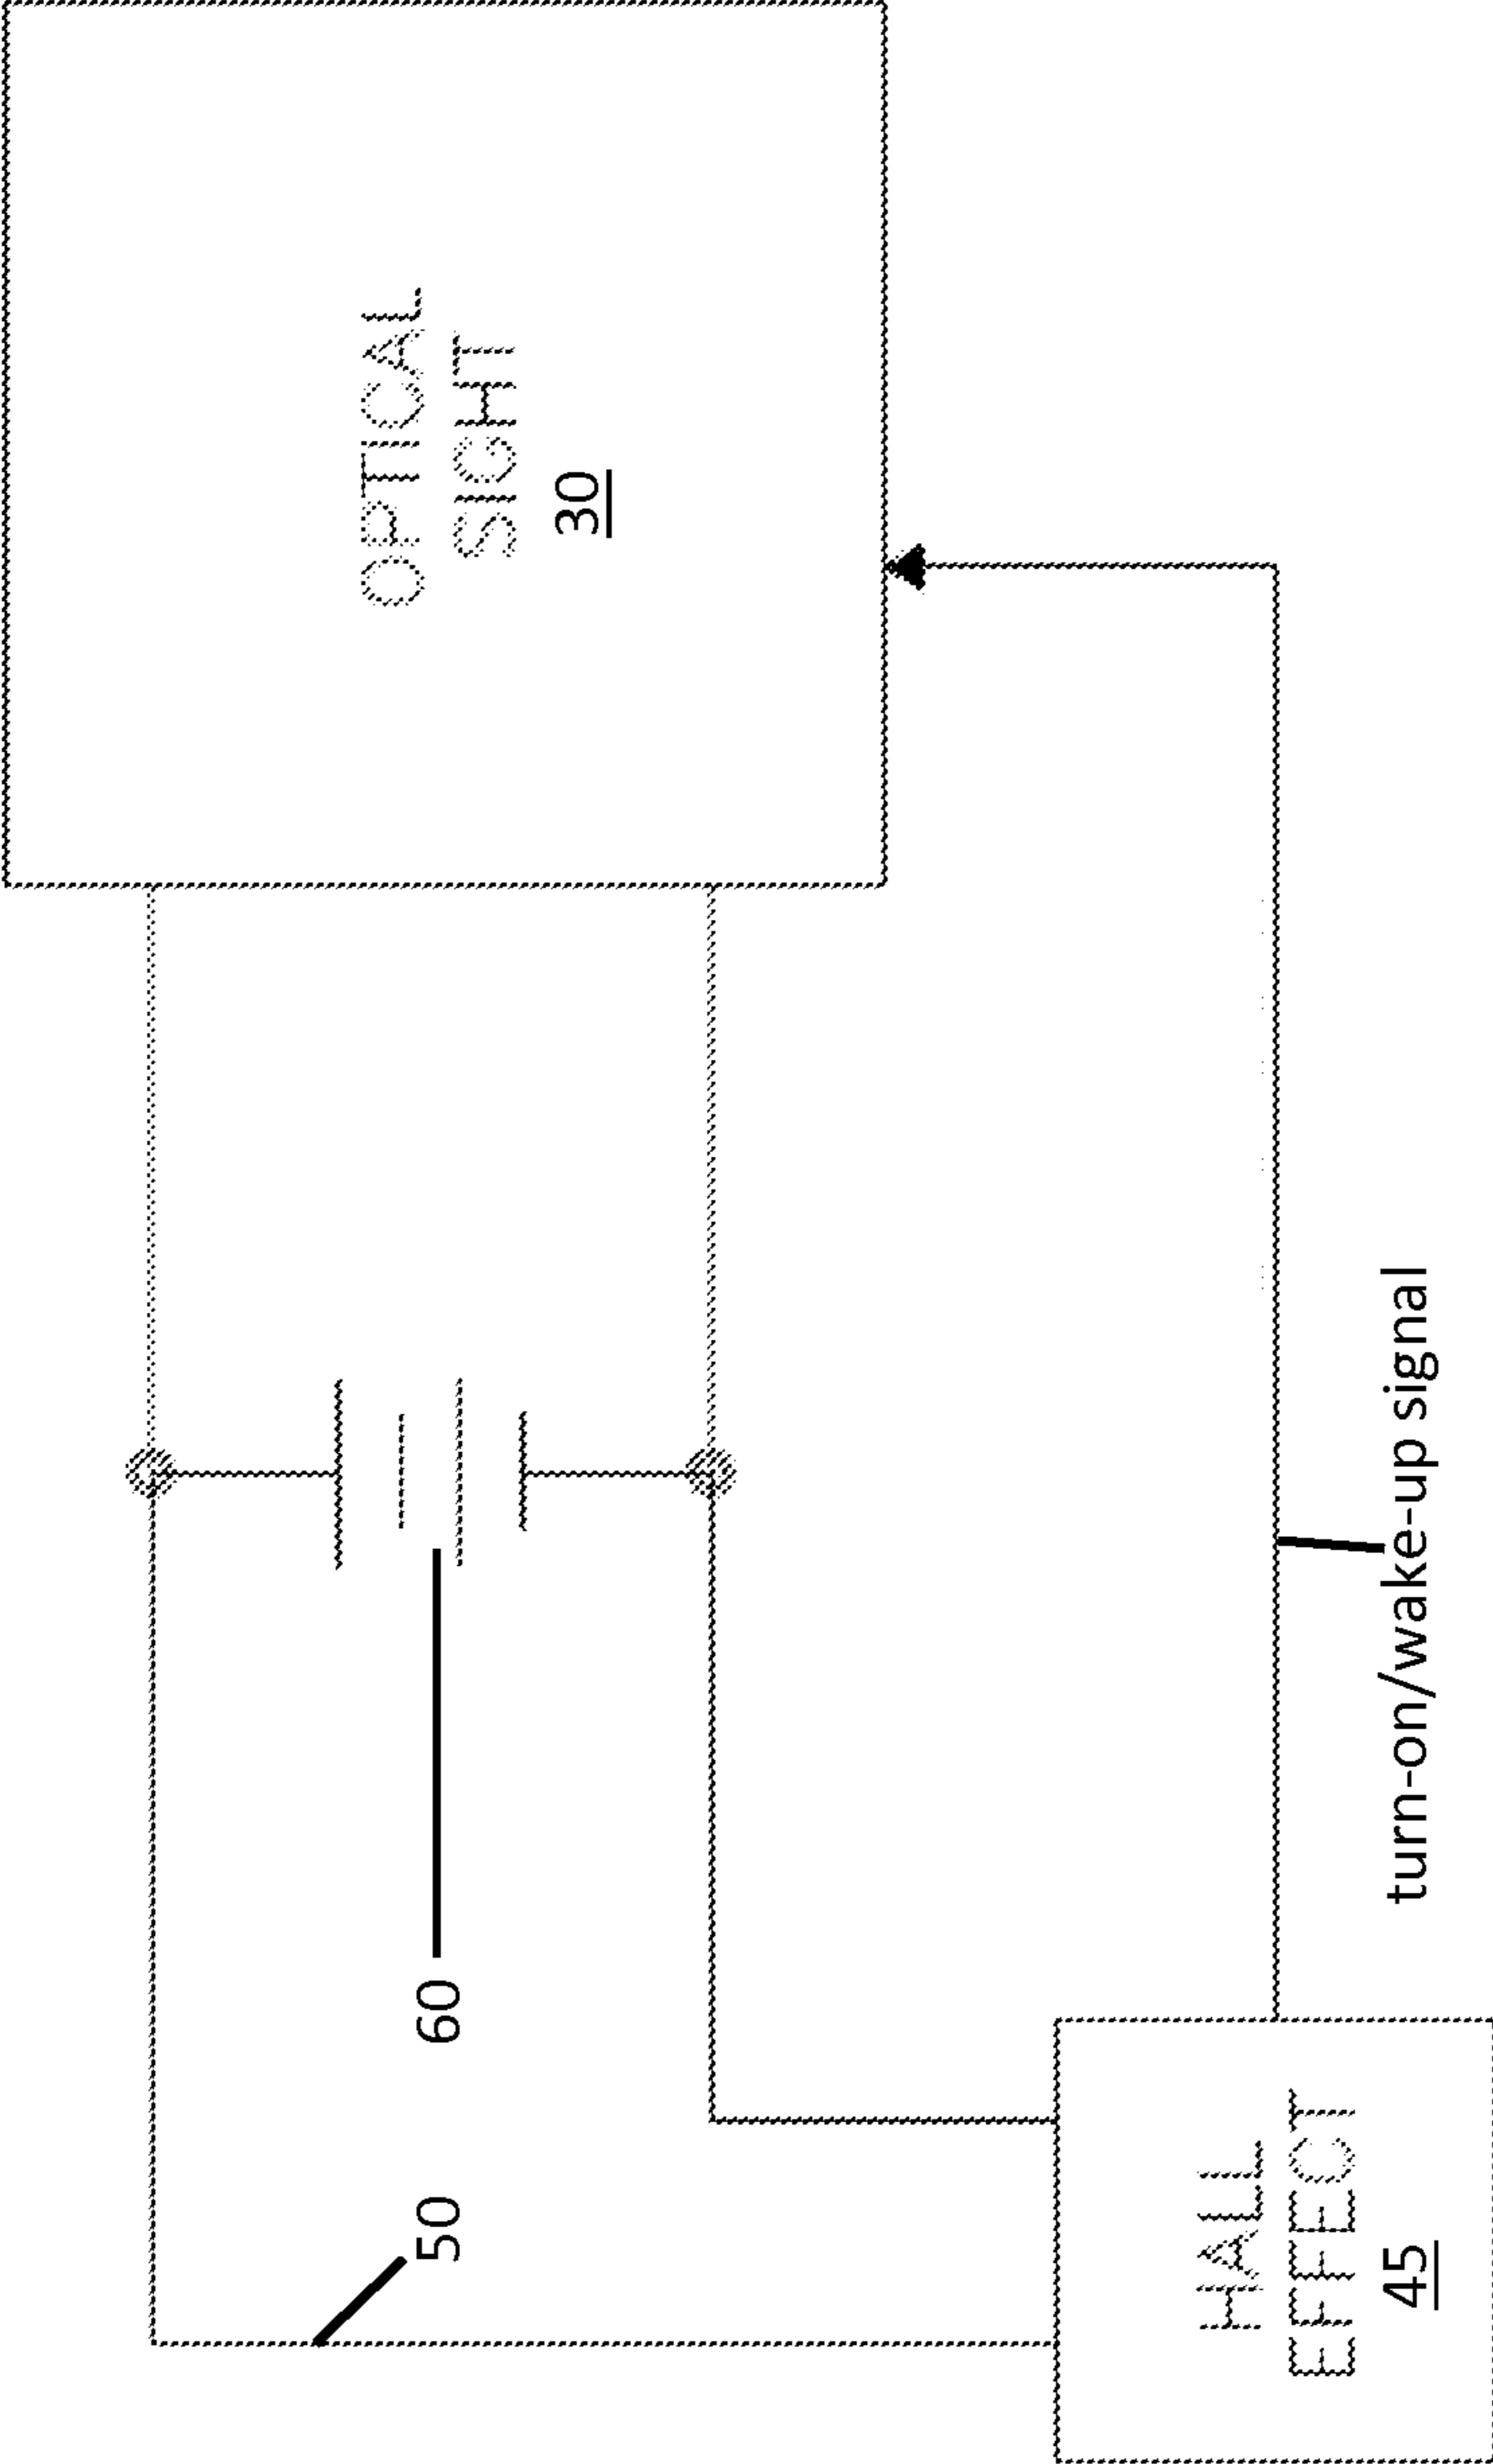 OPTICAL
SIGHT
30
60
50
turn-on/wake-up signal
HALL
EFFECT
45